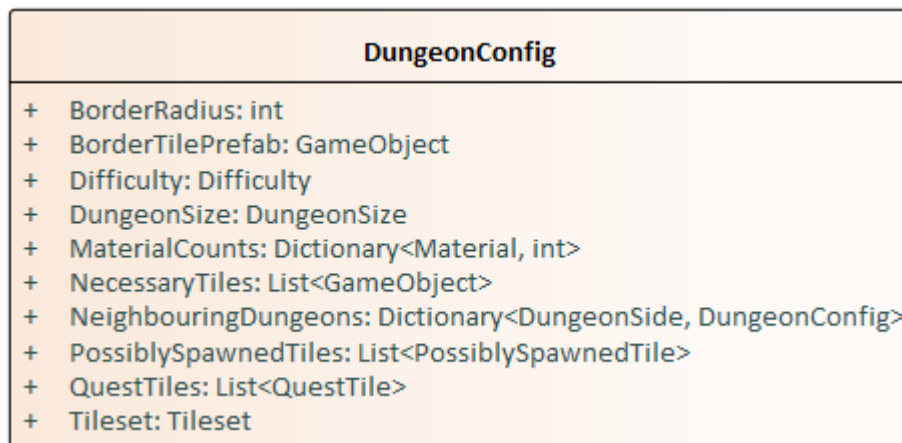 DungeonConfig
+ BorderRadius: int
+ BorderTilePrefab: GameObject
+ Difficulty: Difficulty
+ DungeonSize: DungeonSize
+ MaterialCounts: Dictionary<Material, int>
+ NecessaryTiles: List<GameObject>
+ NeighbouringDungeons: Dictionary<DungeonSide, DungeonConfig>
+ PossiblySpawnedTiles: List<PossiblySpawnedTile>
+ QuestTiles: List<QuestTile>
+ Tileset: Tileset